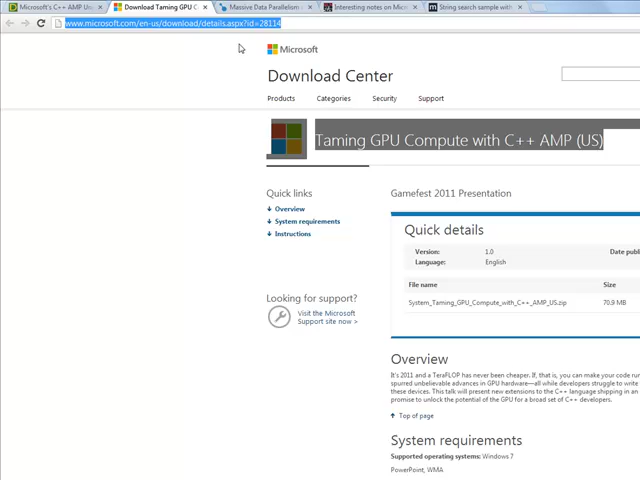 Microsoft's C++ AMP Us
Download Taming GPU C
Massive Data Parallelism
Interesting notes on Mic
String search sample with
www.microsoft.com/en-us/download/details.aspx?id=28114
Microsoft
Download Center
Products
Categories
Security
Support
Taming GPU Compute with C++ AMP (US)
Quick links
Overview
System requirements
Instructions
Looking for support?
Visit the Microsoft
Support site now >
Gamefest 2011 Presentation
Quick details
Version: 1.0 Date publ
Language: English
File name Size
System_Taming_GPU_Compute_with_C++_AMP_US.zip 70.9 MB
Overview
It's 2011 and a TeraFLOP has never been cheaper. If, that is, you can make your code run
spurred unbelievable advances in GPU hardware—all while developers struggle to write
these devices. This talk will present new extensions to the C++ language shipping in an
promise to unlock the potential of the GPU for a broad set of C++ developers.
Top of page
System requirements
Supported operating systems: Windows 7
PowerPoint, WMA